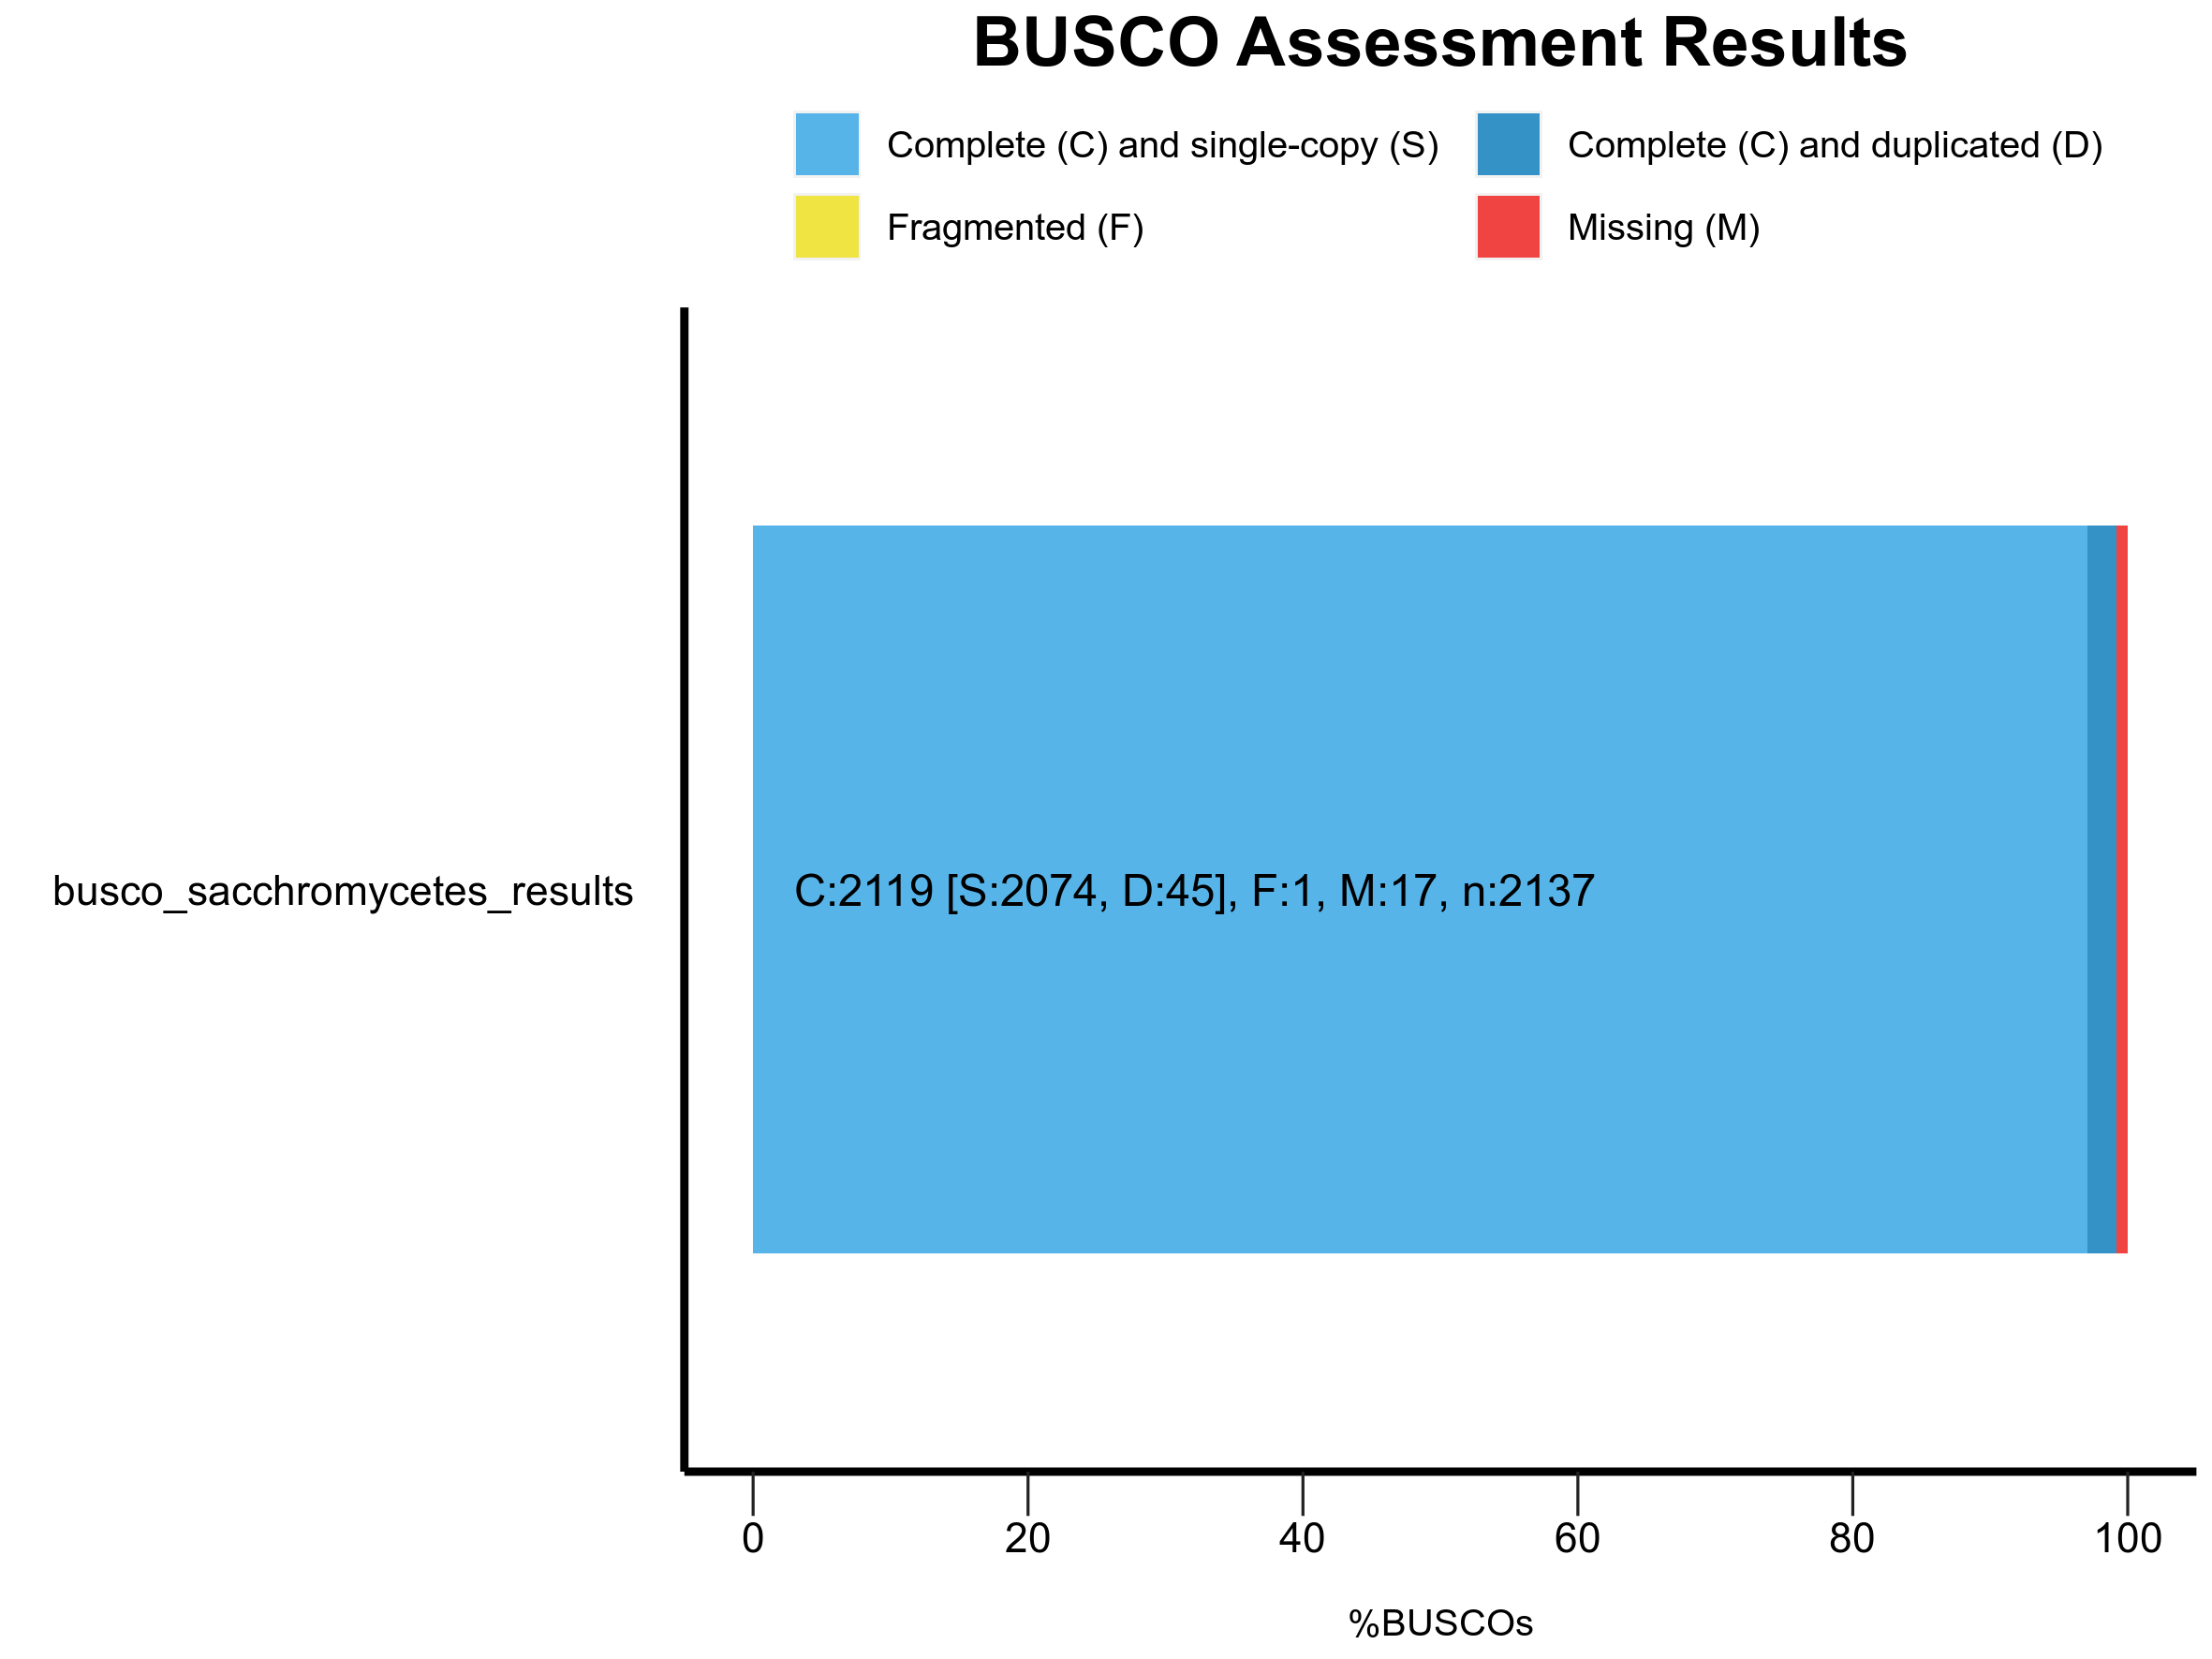 BUSCO Assessment Results
Complete (C) and single-copy (S)
Complete (C) and duplicated (D)
Fragmented (F)
Missing (M)
busco_sacchromycetes_results
C:2119 [S:2074, D:45], F:1, M:17, n:2137
0 20 40 60 80 100
%BUSCOs